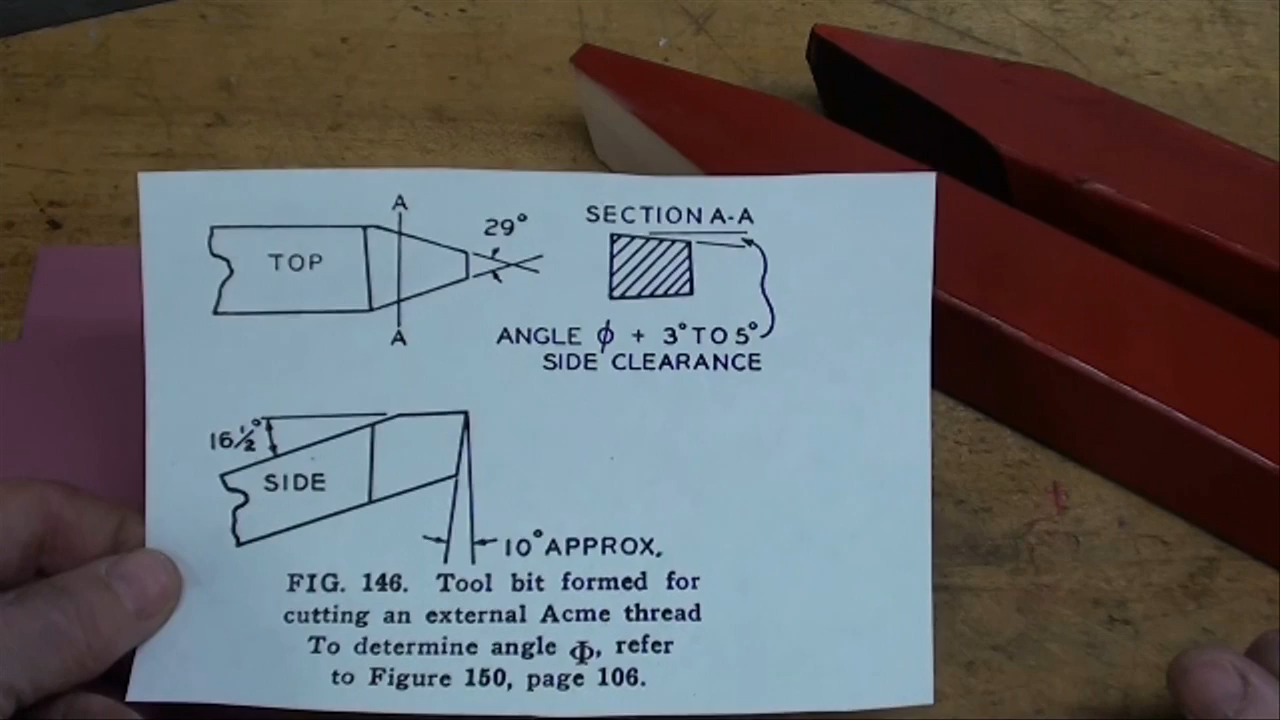 A
29°
TOP
A
SECTION A-A
ANGLE ϕ + 3° TO 5°
SIDE CLEARANCE
16½°
SIDE
10° APPROX.
FIG. 146. Tool bit formed for
cutting an external Acme thread
To determine angle Φ, refer
to Figure 150, page 106.